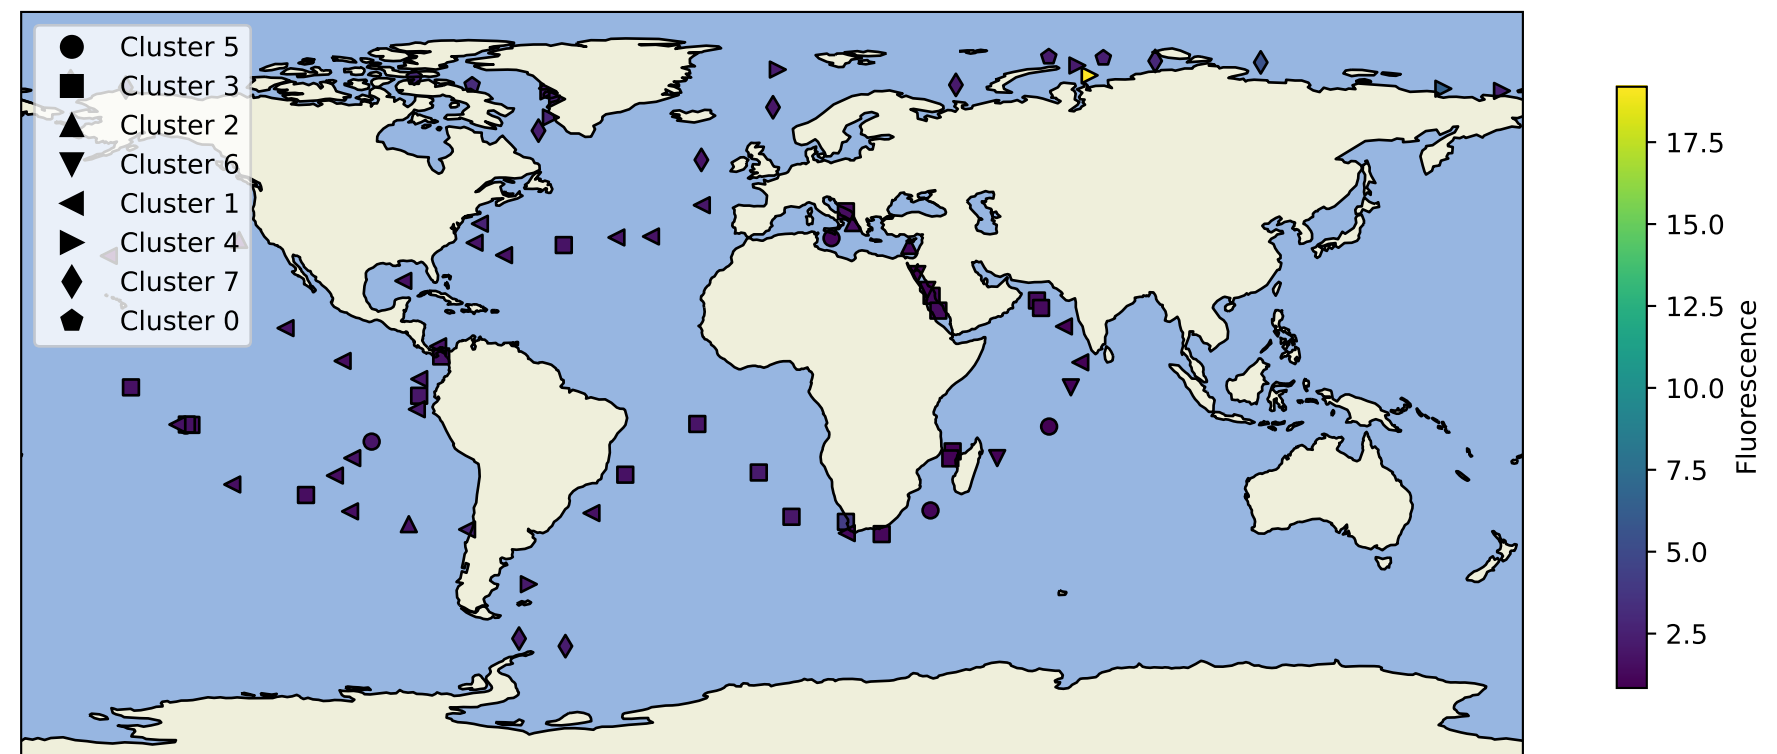 Cluster 5
Cluster 3
Cluster 2
Cluster 6
Cluster 1
Cluster 4
Cluster 7
Cluster 0
17.5
15.0
12.5
10.0
7.5
5.0
2.5
Fluorescence